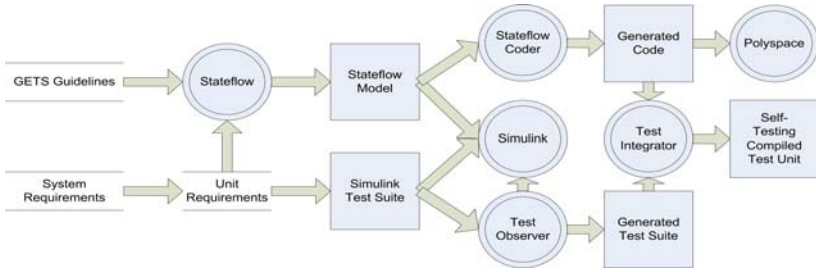 GETS Guidelines
Stateflow
Stateflow
Model
Stateflow
Coder
Generated
Code
Polyspace
Simulink
Test
Integrator
Self-
Testing
Compiled
Test Unit
System
Requirements
Unit
Requirements
Simulink
Test Suite
Test
Observer
Generated
Test Suite